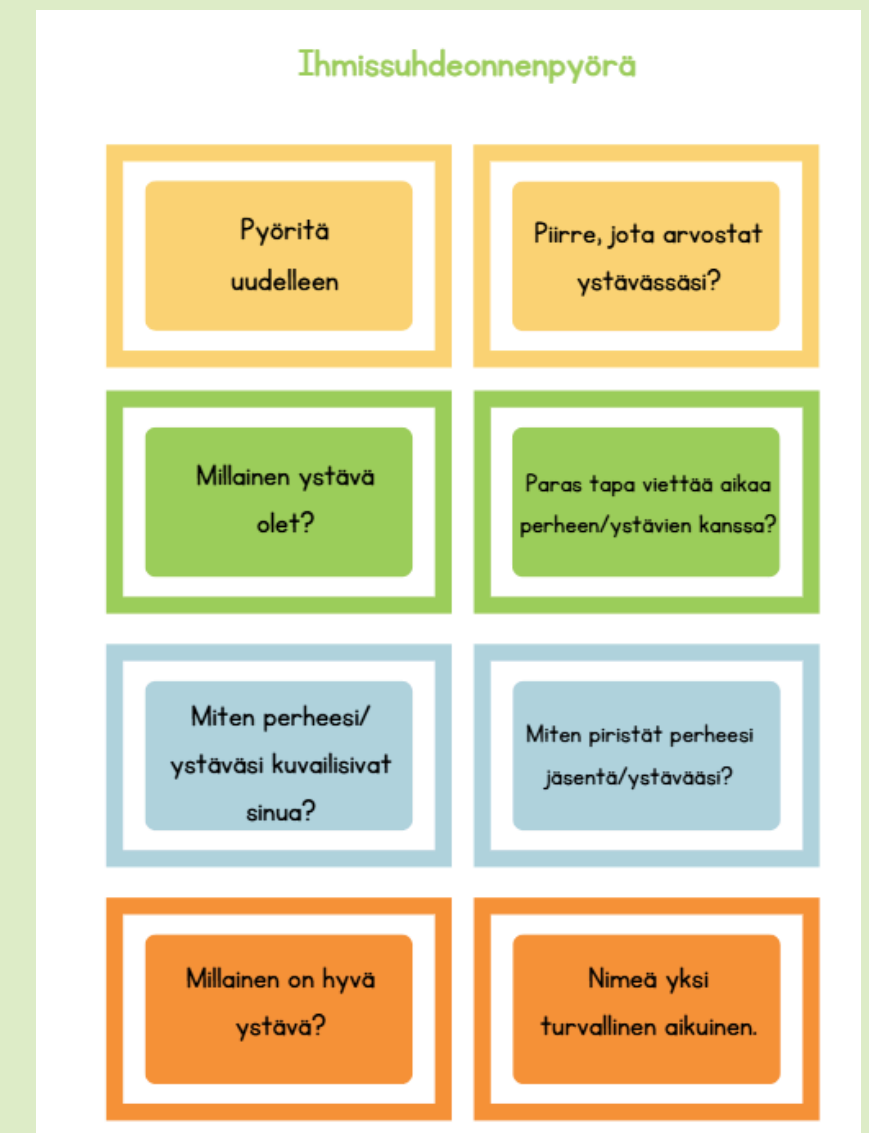 Ihmissuhdeonnenpyörä
Pyöritä
uudelleen
Piirre, jota arvostat
ystävässäsi?
Millainen ystävä
olet?
Paras tapa viettää aikaa
perheen/ystävien kanssa?
Miten perheesi/
ystäväsi kuvailisivat
sinua?
Miten piristät perheesi
jäsentä/ystävääsi?
Millainen on hyvä
ystävä?
Nimeä yksi
turvallinen aikuinen.